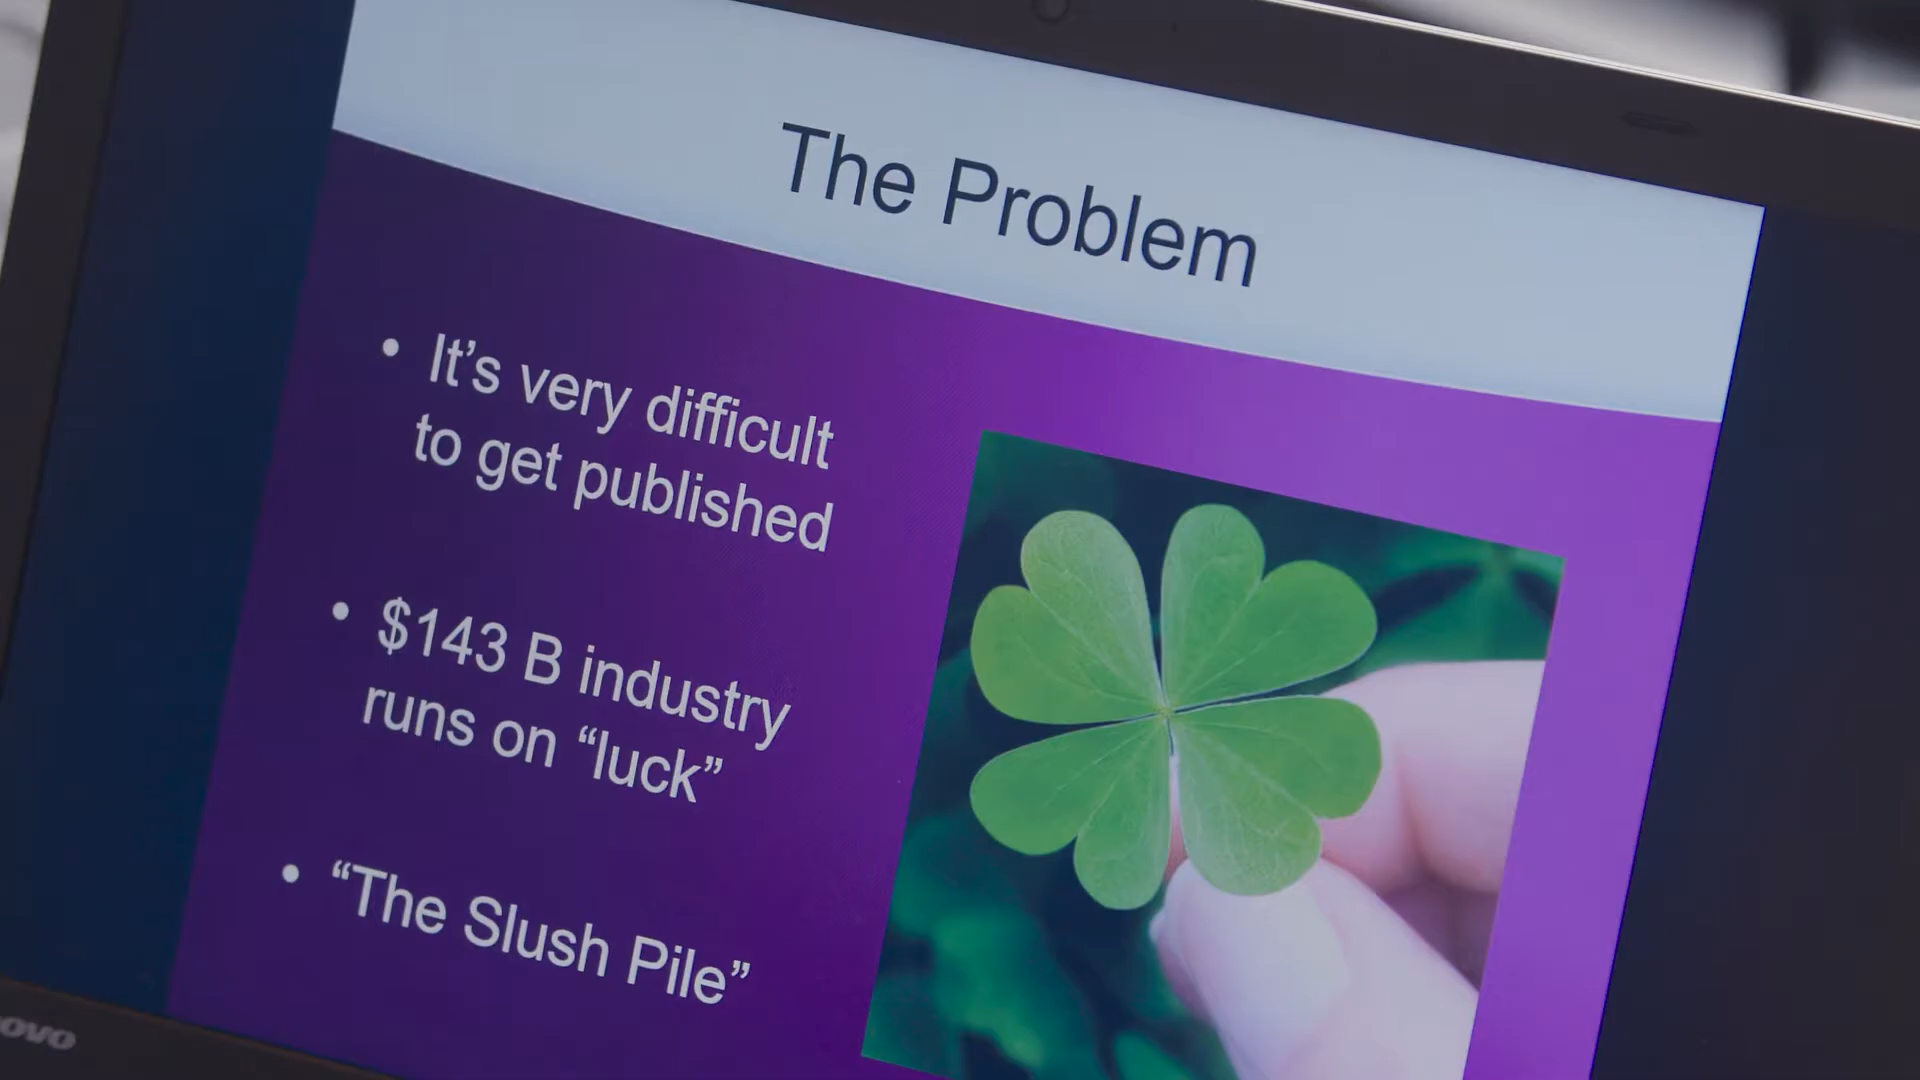 The Problem
• It’s very difficult
to get published
• $143 B industry
runs on “luck”
• “The Slush Pile”